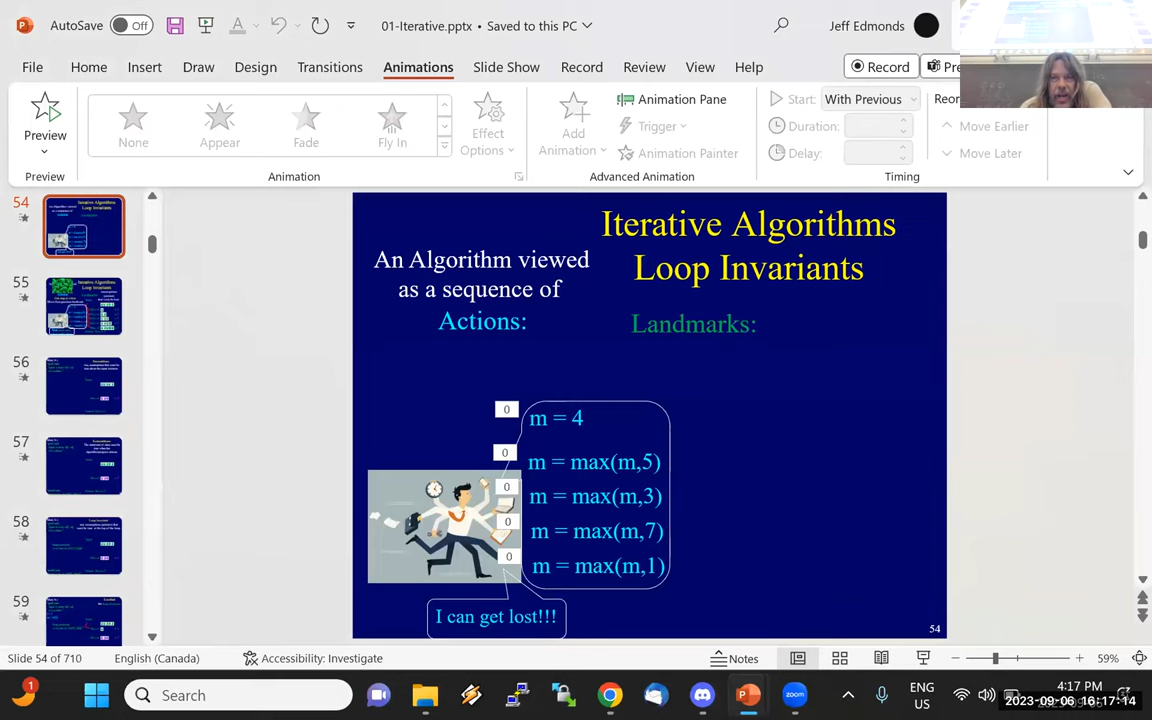 AutoSave Off 01-Iterative.pptx • Saved to this PC Jeff Edmonds
File Home Insert Draw Design Transitions Animations Slide Show Record Review View Help Record
Preview None Appear Fade Fly In Effect Options Add Animation Animation Pane Start: With Previous
Trigger Duration: Move Earlier
Animation Painter Delay: Move Later
Preview Animation Advanced Animation Timing
54
55
56
57
58
59
Iterative Algorithms
Loop Invariants
An Algorithm viewed
as a sequence of
Actions:
Landmarks:
0 m = 4
0 m = max(m,5)
0 m = max(m,3)
0 m = max(m,7)
0 m = max(m,1)
I can get lost!!!
54
Slide 54 of 710 English (Canada) Accessibility: Investigate Notes 59%
1 Search zoom ENG US 4:17 PM
2023-09-06 16:17:14